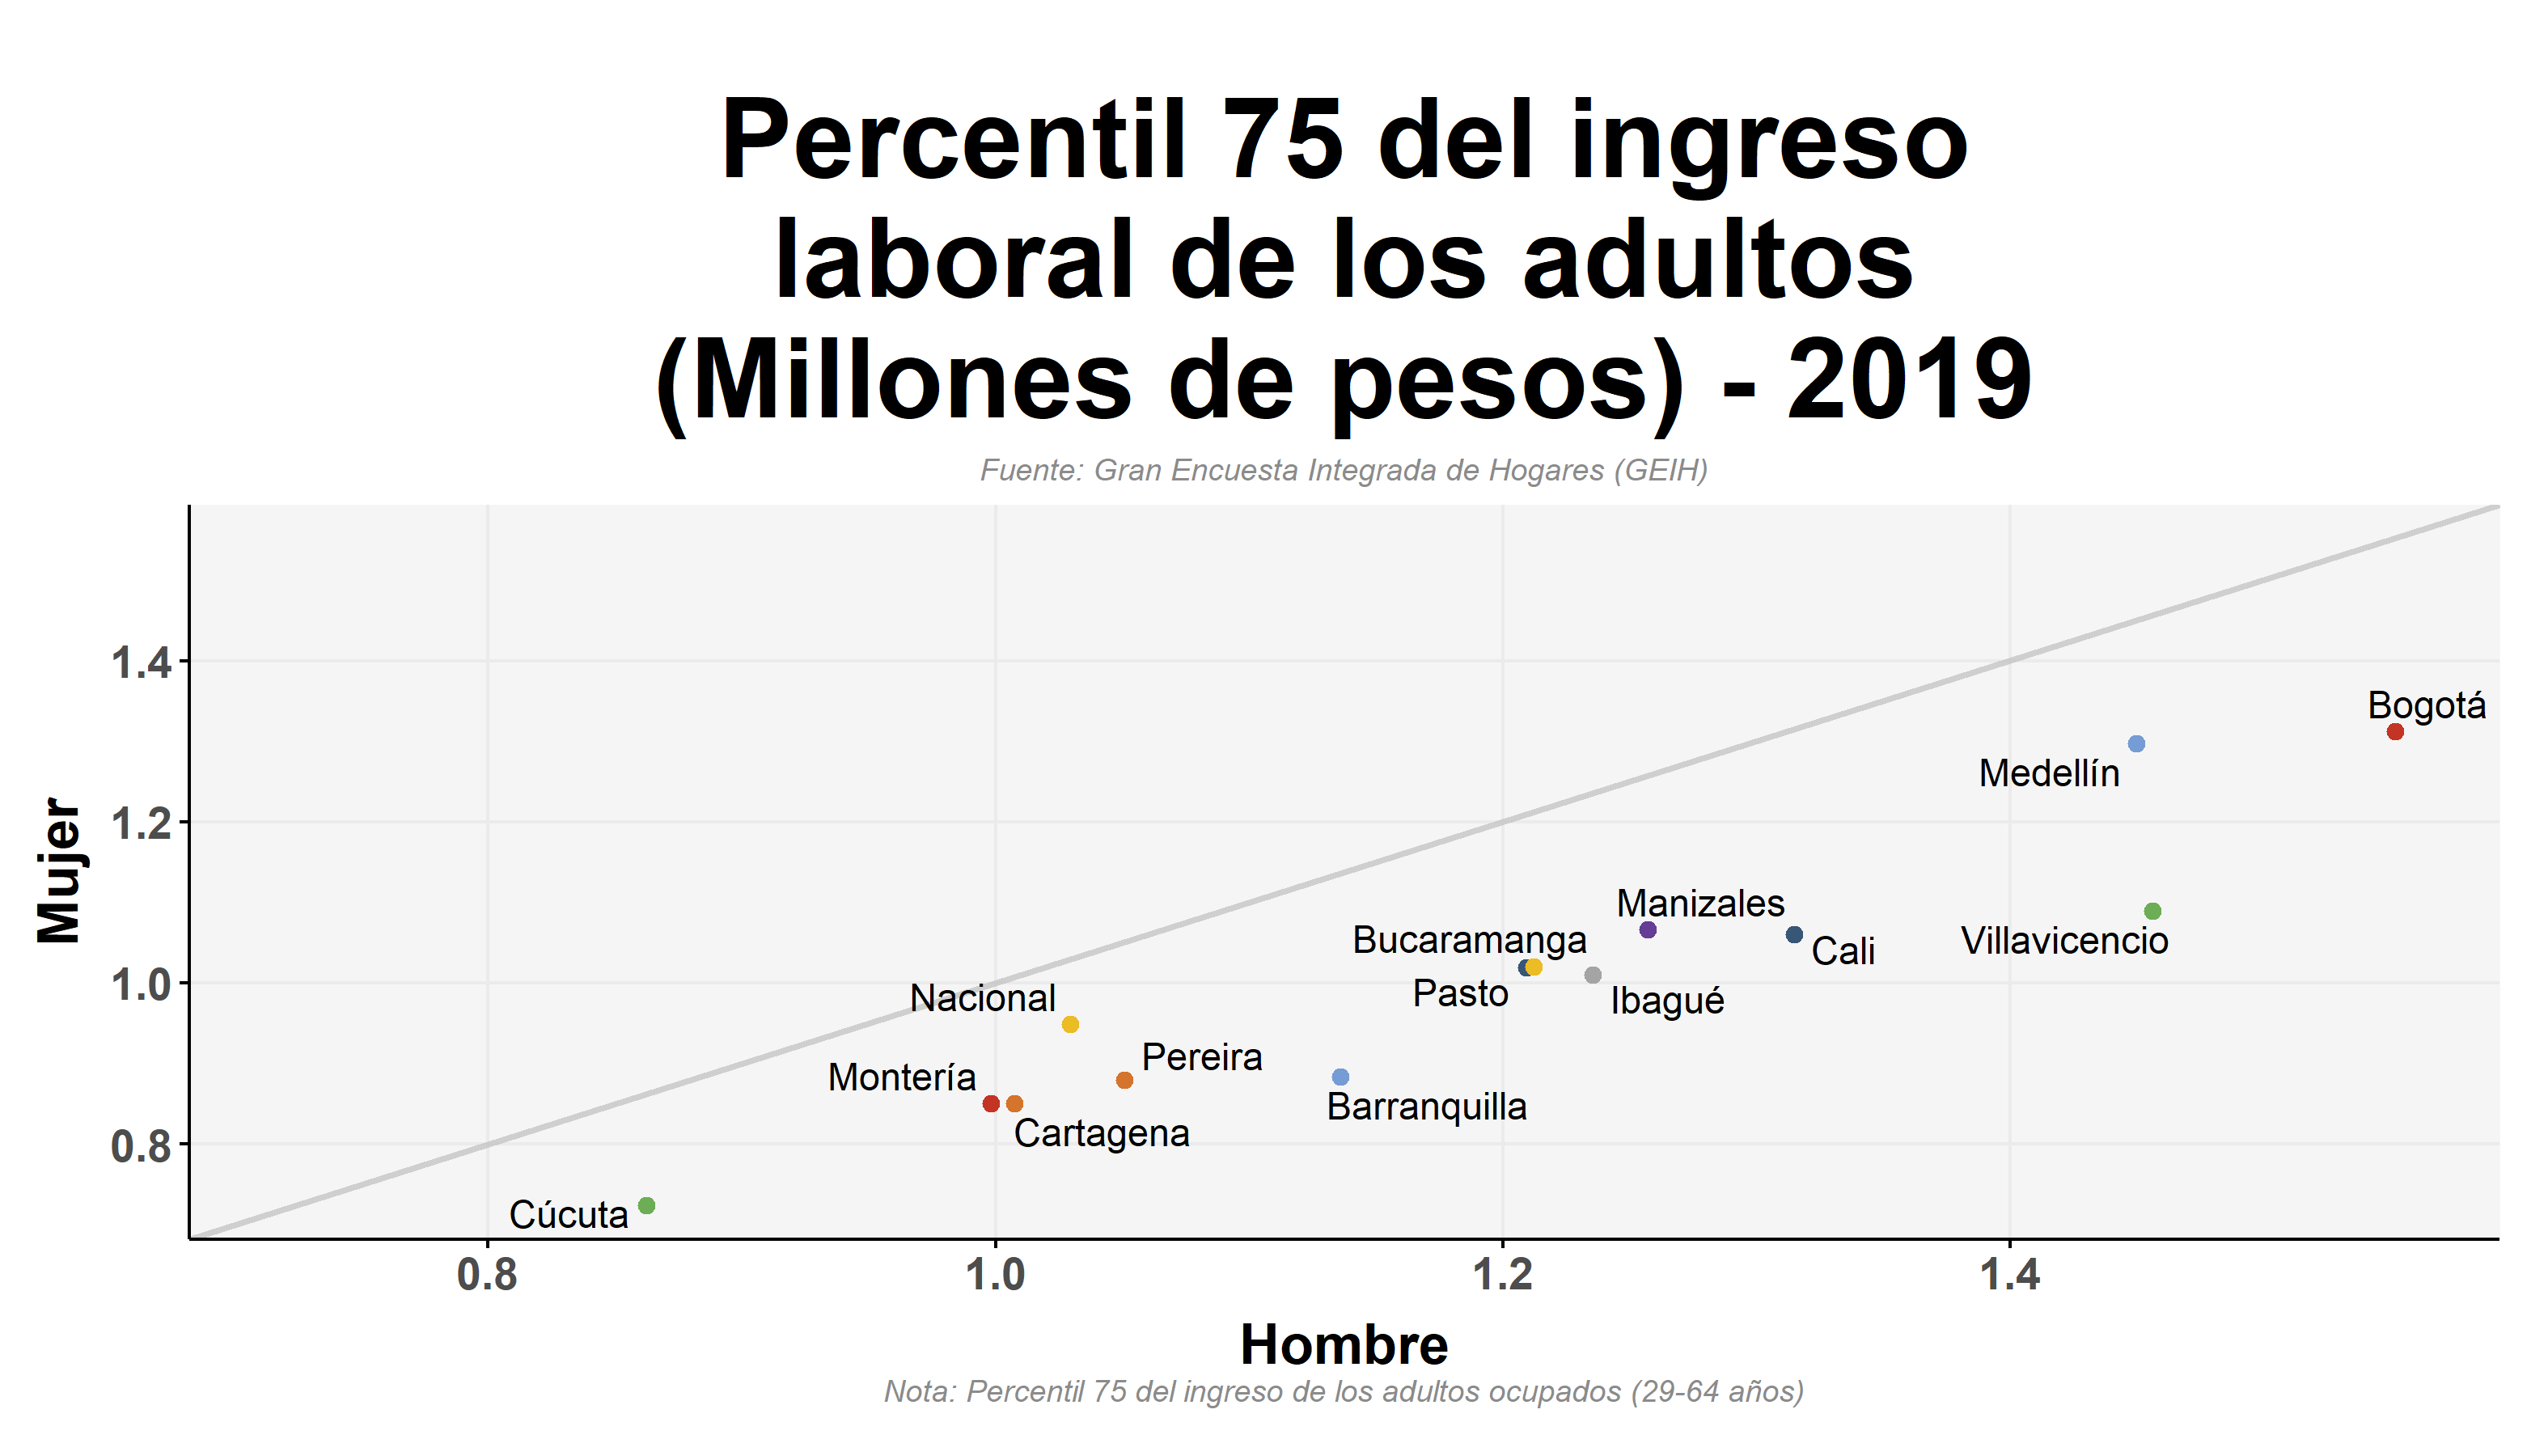 Percentil 75 del ingreso
laboral de los adultos
(Millones de pesos) - 2019
Fuente: Gran Encuesta Integrada de Hogares (GEIH)
Mujer
1.4
1.2
1.0
0.8
Bogotá
Medellín
Manizales
Bucaramanga
Cali
Villavicencio
Pasto
Ibagué
Nacional
Pereira
Montería
Barranquilla
Cartagena
Cúcuta
0.8 1.0 1.2 1.4
Hombre
Nota: Percentil 75 del ingreso de los adultos ocupados (29-64 años)